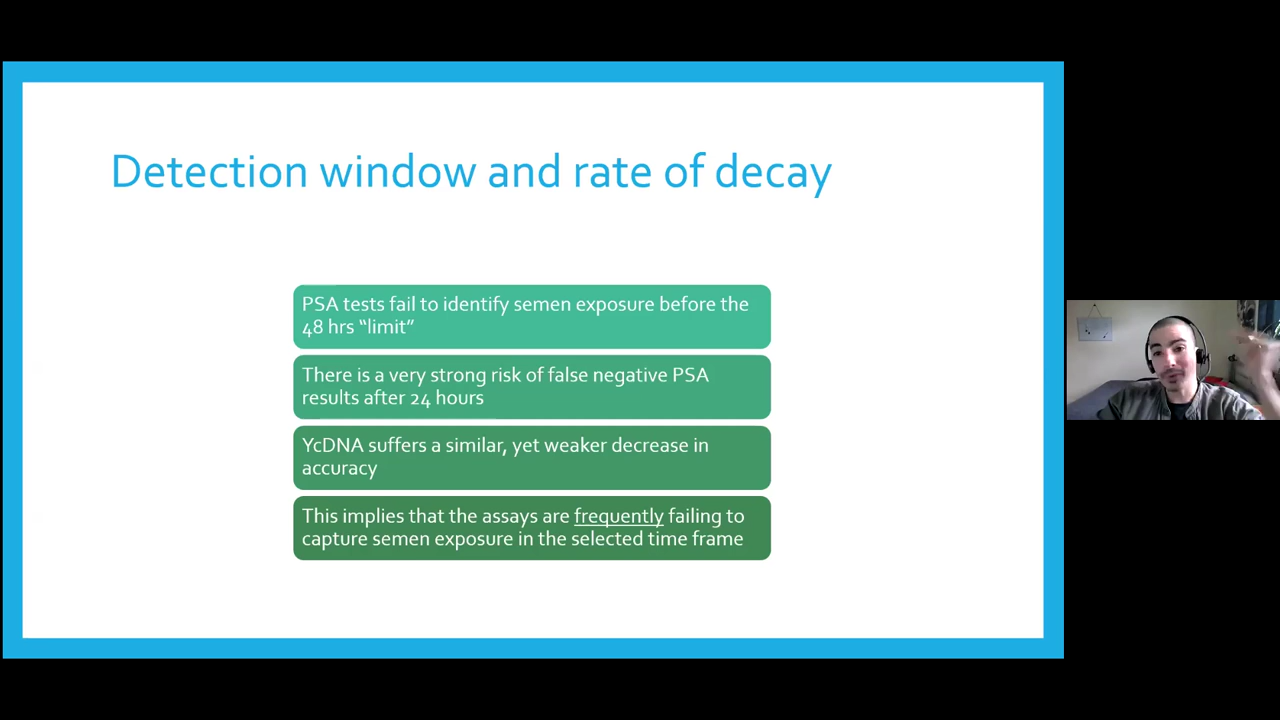 Detection window and rate of decay
PSA tests fail to identify semen exposure before the
48 hrs “limit”
There is a very strong risk of false negative PSA
results after 24 hours
YcDNA suffers a similar, yet weaker decrease in
accuracy
This implies that the assays are frequently failing to
capture semen exposure in the selected time frame